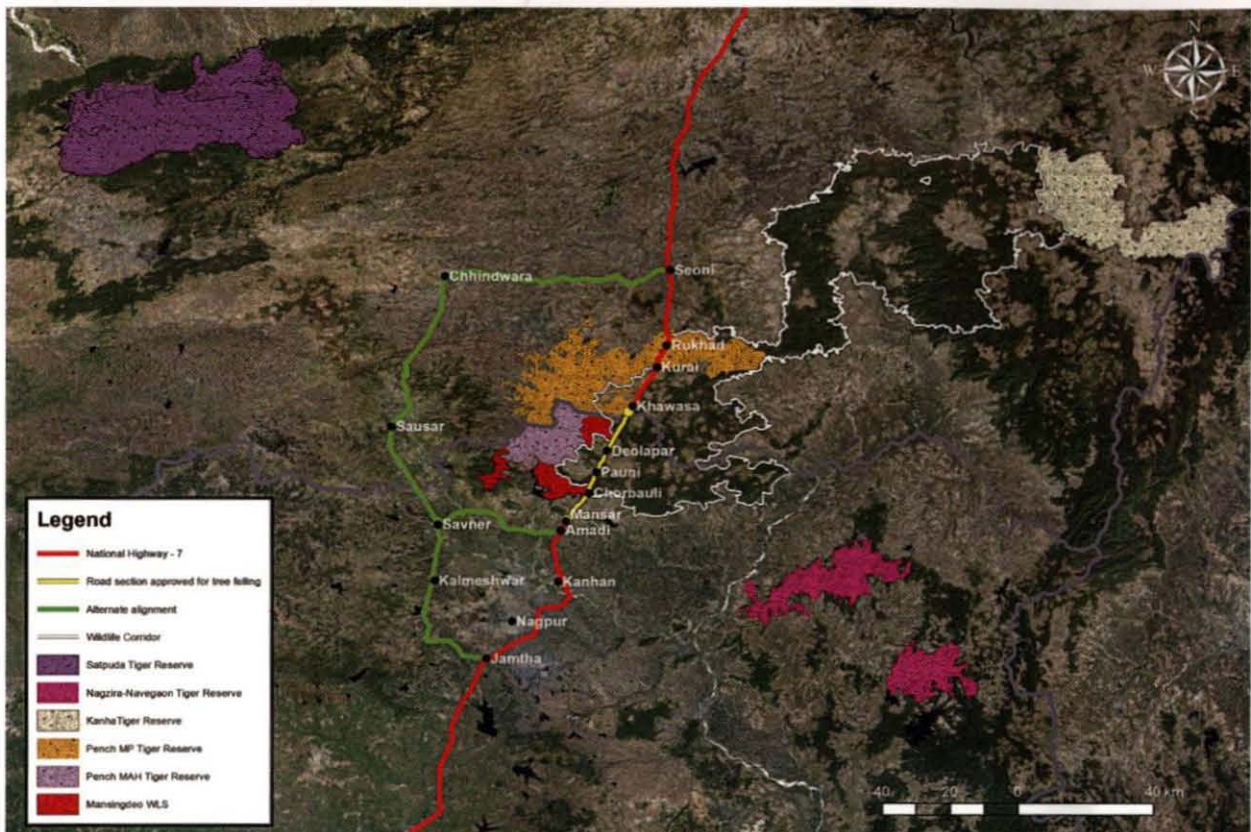 N
W
E
Chhindwara
Seoni
Rukhad
Kurai
Khawasa
Sausar
Deolapar
Pauni
Chorbauli
Mansar
Savner
Amadi
Kalmeshwar
Kanhan
Nagpur
Jamtha
Legend
National Highway - 7
Road section approved for tree felling
Alternate alignment
Wildlife Corridor
Satpuda Tiger Reserve
Nagzira-Navegaon Tiger Reserve
KanhaTiger Reserve
Pench MP Tiger Reserve
Pench MAH Tiger Reserve
Mansingdeo WLS
40 20 0 40 km